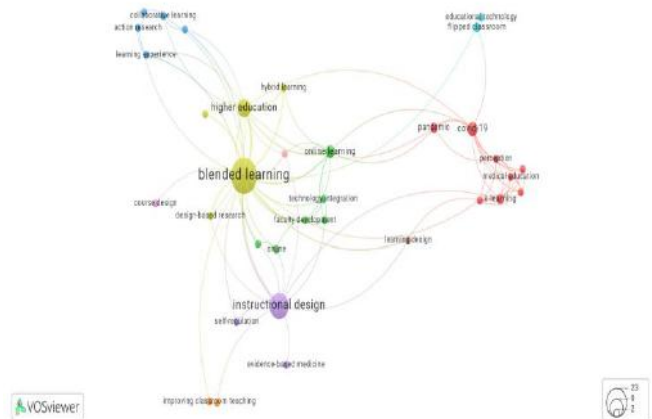 collaborative learning
educational technology
action research
flipped classroom
learning experience
hybrid learning
higher education
pandemic
covid-19
online learning
perception
blended learning
medical education
course design
technology integration
e-learning
design-based research
faculty development
learning design
online
instructional design
self-regulation
evidence-based medicine
improving classroom teaching
VOSviewer
23
8
2